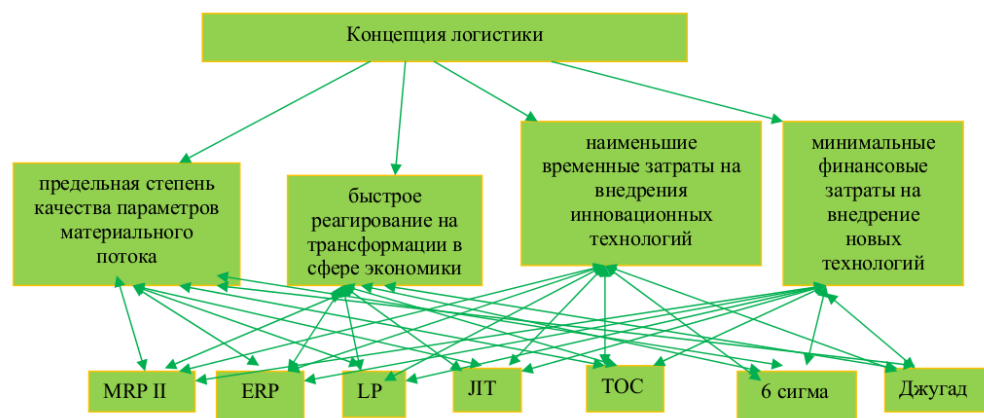 Концепция логистики
предельная степень
качества параметров
материального
потока
быстрое
реагирование на
трансформации в
сфере экономики
наименьшие
временные затраты на
внедрения
инновационных
технологий
минимальные
финансовые
затраты на
внедрение
новых
технологий
MRP II
ERP
LP
JIT
TOC
6 сигма
Джугад